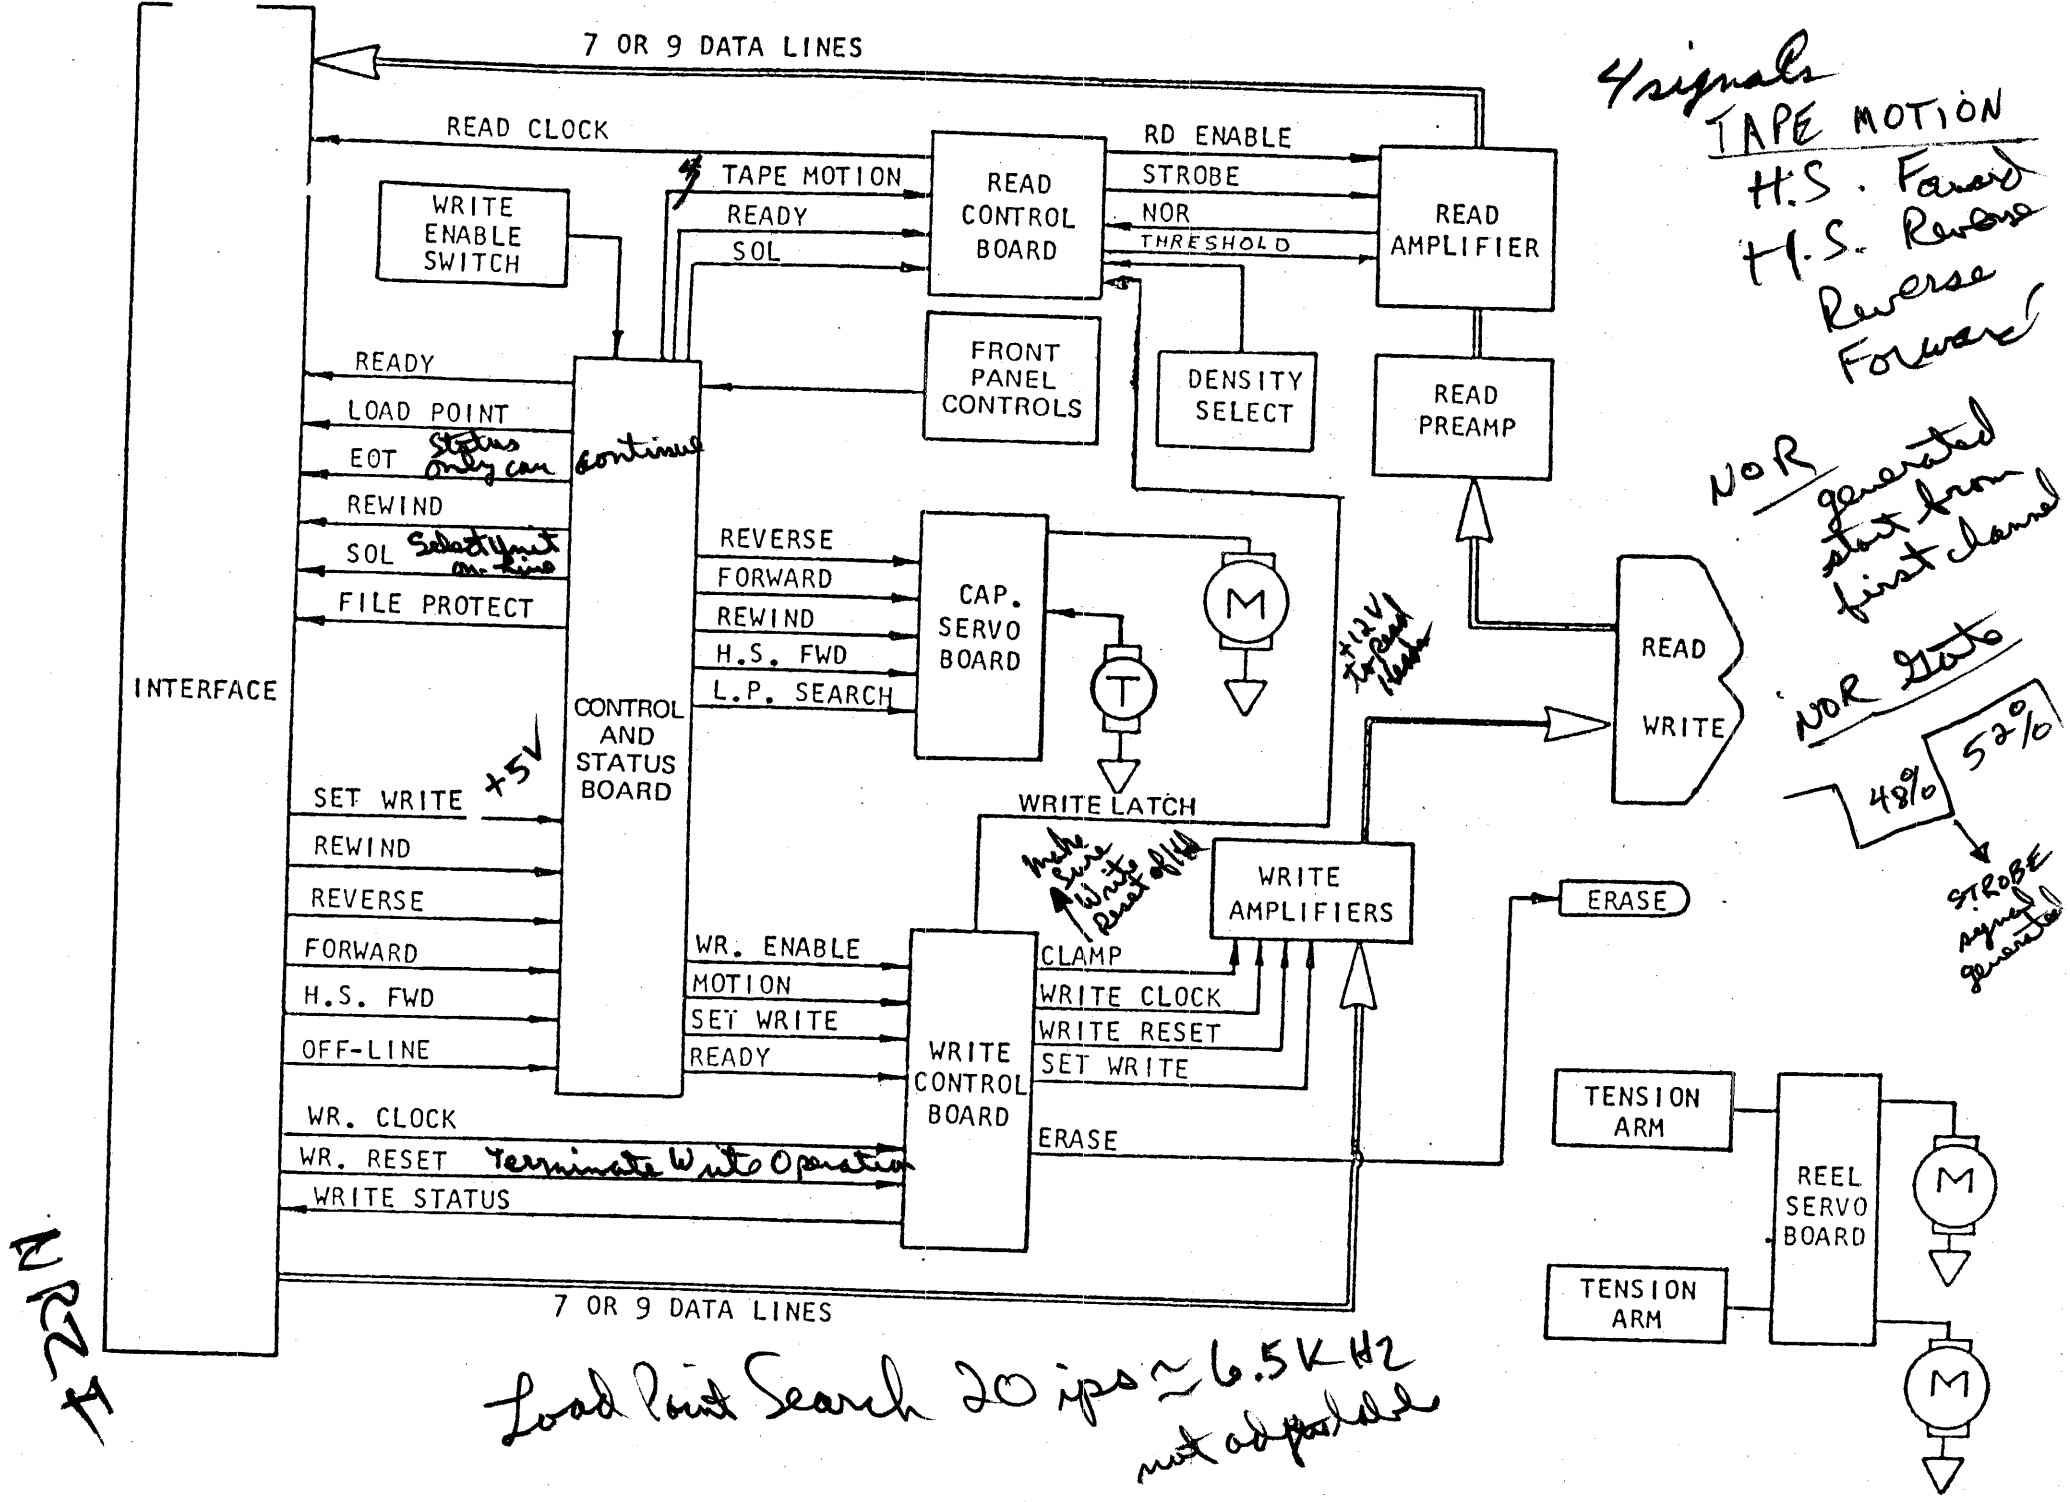 7 OR 9 DATA LINES
READ CLOCK
4
TAPE MOTION
READY
SOL
WRITE
ENABLE
SWITCH
READ
CONTROL
BOARD
RD ENABLE
STROBE
NOR
THRESHOLD
READ
AMPLIFIER
4 signals
TAPE MOTION
H.S. Forward
H.S. Reverse
Reverse
Forward
FRONT
PANEL
CONTROLS
DENSITY
SELECT
READ
PREAMP
READY
LOAD POINT
EOT
Status
only can
continue
REWIND
SOL
Select Unit
on-line
FILE PROTECT
NOR
generated
start from
first channel
REVERSE
FORWARD
REWIND
H.S. FWD
L.P. SEARCH
CAP.
SERVO
BOARD
M
T
+12V
to Read
Heads
READ
WRITE
NOR Gate
48%
52%
STROBE
signal
generated
INTERFACE
CONTROL
AND
STATUS
BOARD
+5V
SET WRITE
REWIND
REVERSE
FORWARD
H.S. FWD
OFF-LINE
WRITE LATCH
make
sure
Write
Reset of
WRITE
AMPLIFIERS
ERASE
WR. ENABLE
MOTION
SET WRITE
READY
WRITE
CONTROL
BOARD
CLAMP
WRITE CLOCK
WRITE RESET
SET WRITE
ERASE
WR. CLOCK
WR. RESET
Terminate Write Operation
WRITE STATUS
7 OR 9 DATA LINES
TENSION
ARM
TENSION
ARM
REEL
SERVO
BOARD
M
M
NRZI
Load Point Search 20 ips ≃ 6.5K Hz
not adjustable